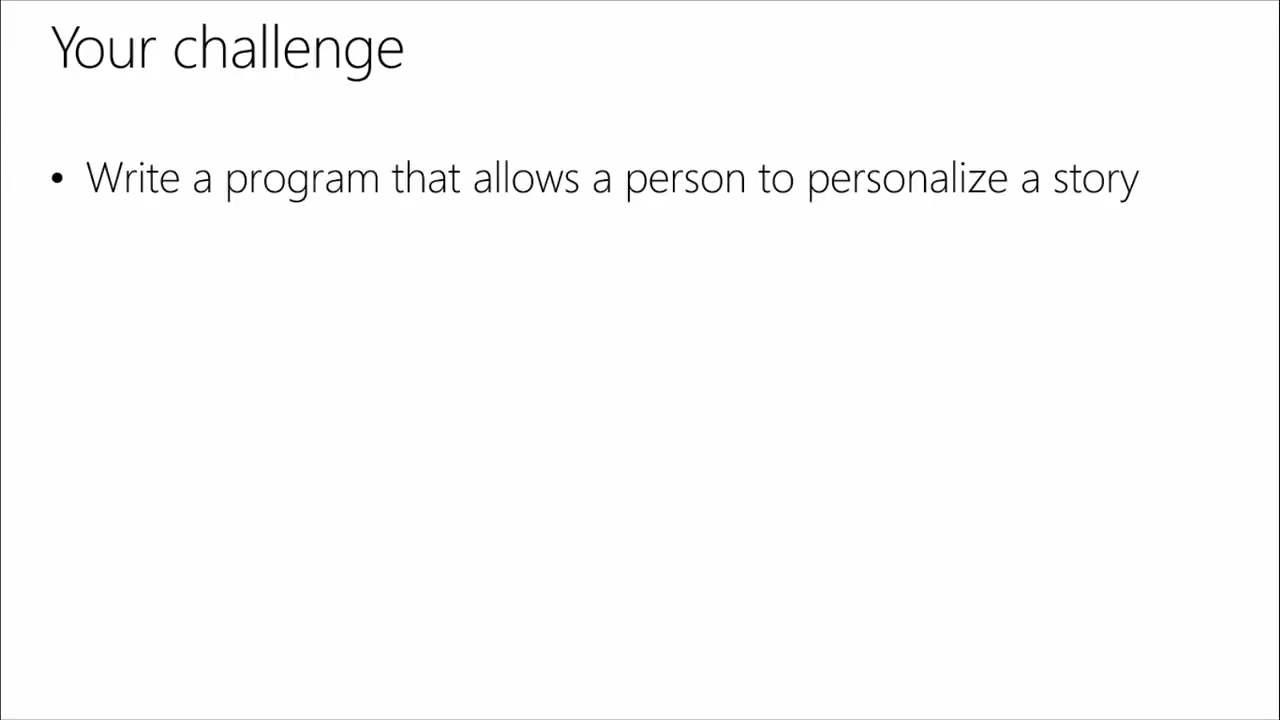 Your challenge
• Write a program that allows a person to personalize a story